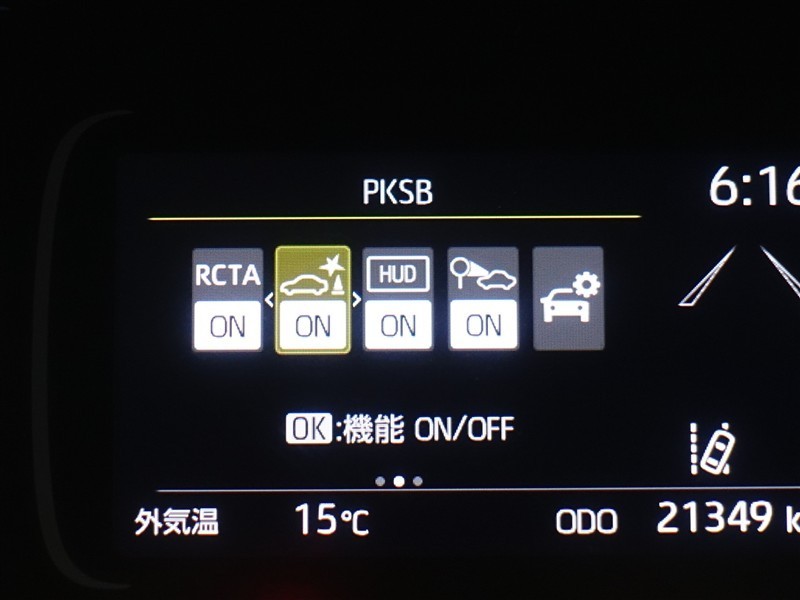 PKSB
6:16
RCTA
HUD
ON ON ON ON
OK:機能 ON/OFF
外気温 15℃ ODO 21349 k